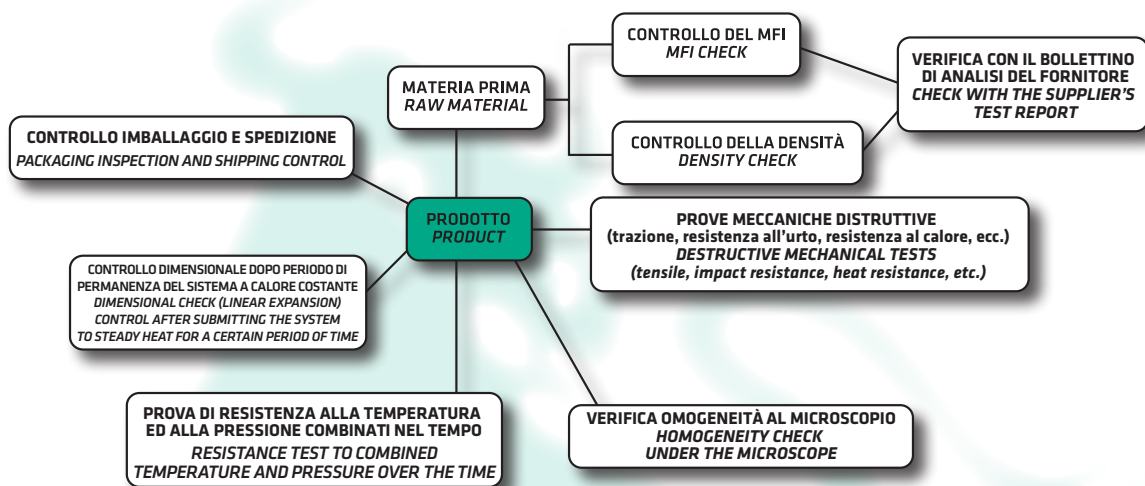 CONTROLLO DEL MFI
MFI CHECK
VERIFICA CON IL BOLLETTINO
DI ANALISI DEL FORNITORE
CHECK WITH THE SUPPLIER'S
TEST REPORT
MATERIA PRIMA
RAW MATERIAL
CONTROLLO DELLA DENSITÀ
DENSITY CHECK
CONTROLLO IMBALLAGGIO E SPEDIZIONE
PACKAGING INSPECTION AND SHIPPING CONTROL
PRODOTTO
PRODUCT
PROVE MECCANICHE DISTRUTTIVE
(trazione, resistenza all'urto, resistenza al calore, ecc.)
DESTRUCTIVE MECHANICAL TESTS
(tensile, impact resistance, heat resistance, etc.)
CONTROLLO DIMENSIONALE DOPO PERIODO DI
PERMANENZA DEL SISTEMA A CALORE COSTANTE
DIMENSIONAL CHECK (LINEAR EXPANSION)
CONTROL AFTER SUBMITTING THE SYSTEM
TO STEADY HEAT FOR A CERTAIN PERIOD OF TIME
PROVA DI RESISTENZA ALLA TEMPERATURA
ED ALLA PRESSIONE COMBINATI NEL TEMPO
RESISTANCE TEST TO COMBINED
TEMPERATURE AND PRESSURE OVER THE TIME
VERIFICA OMOGENEITÀ AL MICROSCOPIO
HOMOGENEITY CHECK
UNDER THE MICROSCOPE